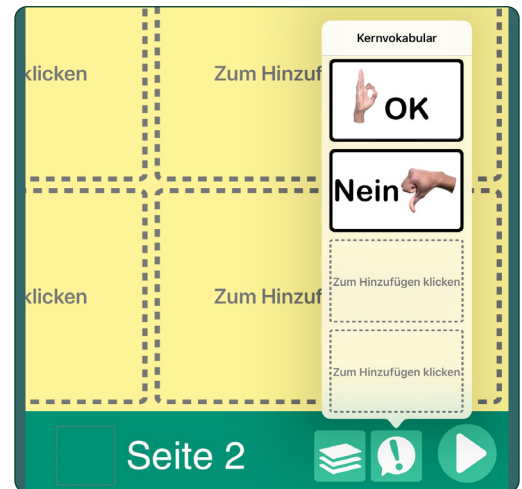 Kernvokabular
klicken
Zum Hinzuf
OK
Nein
klicken
Zum Hinzuf
Zum Hinzufügen klicken
Zum Hinzufügen klicken
Seite 2